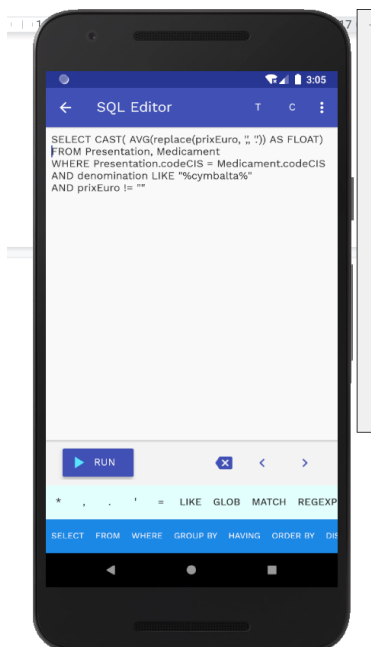 3:05
SQL Editor T C
SELECT CAST( AVG(replace(prixEuro, ",", ".")) AS FLOAT)
FROM Presentation, Medicament
WHERE Presentation.codeCIS = Medicament.codeCIS
AND denomination LIKE "%cymbalta%"
AND prixEuro != ""
RUN
* , . ' = LIKE GLOB MATCH REGEXP
SELECT FROM WHERE GROUP BY HAVING ORDER BY DIS